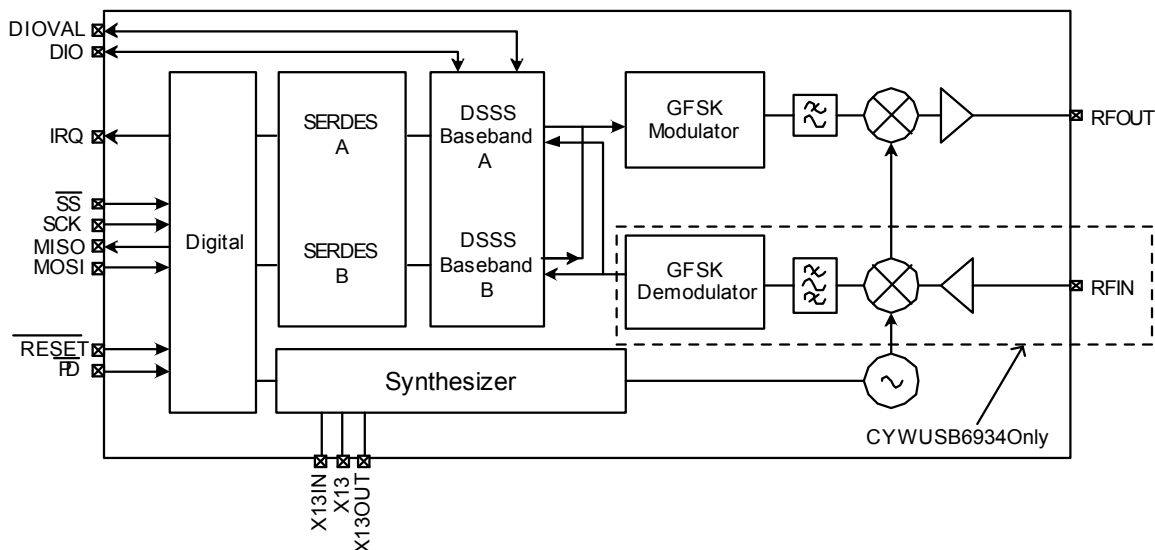 DIOVAL
DIO
IRQ
SS
SCK
MISO
MOSI
RESET
PD
Digital
SERDES
A
SERDES
B
DSSS
Baseband
A
DSSS
Baseband
B
GFSK
Modulator
GFSK
Demodulator
Synthesizer
RFOUT
RFIN
CYWUSB6934Only
X13IN
X13
X13OUT